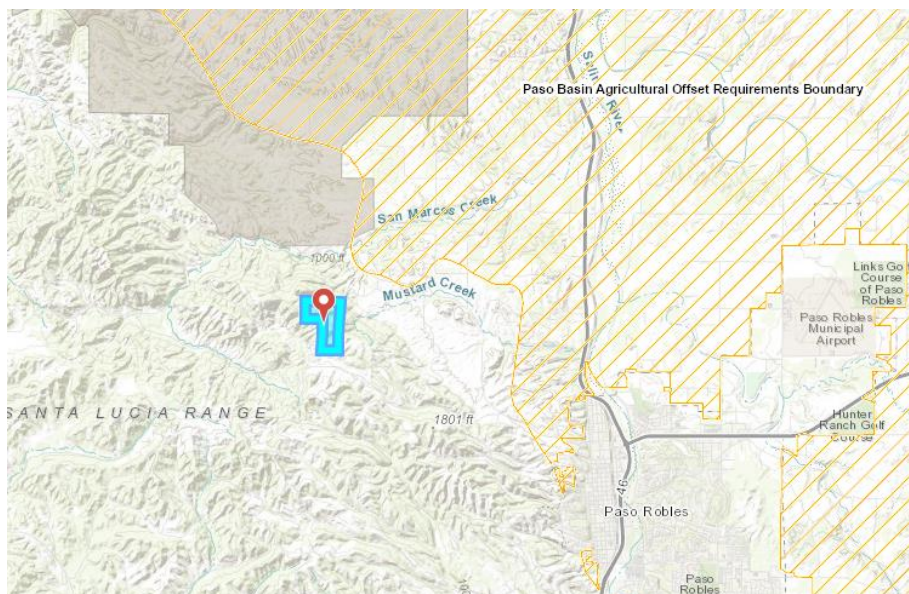 Salinas River
Paso Basin Agricultural Offset Requirements Boundary
San Marcos Creek
1000 ft
Mustard Creek
Links Go
Course
of Paso
Robles
Paso Robles
Municipal
Airport
SANTA LUCIA RANGE
1801 ft
Hunter
Ranch Golf
Course
46
Paso Robles
Paso
Robles